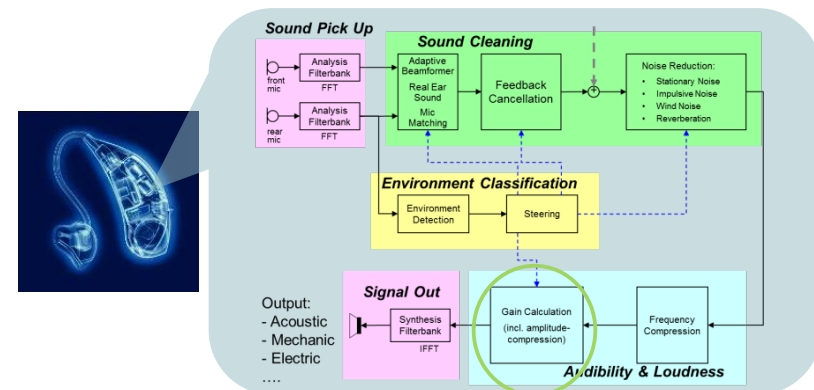 Sound Pick Up
Sound Cleaning
front
mic
Analysis
Filterbank
FFT
rear
mic
Analysis
Filterbank
FFT
Adaptive
Beamformer
Real Ear
Sound
Mic
Matching
Feedback
Cancellation
+
Noise Reduction:
• Stationary Noise
• Impulsive Noise
• Wind Noise
• Reverberation
Environment Classification
Environment
Detection
Steering
Signal Out
Output:
- Acoustic
- Mechanic
- Electric
....
Synthesis
Filterbank
IFFT
Gain Calculation
(incl. amplitude-
compression)
Frequency
Compression
Audibility & Loudness